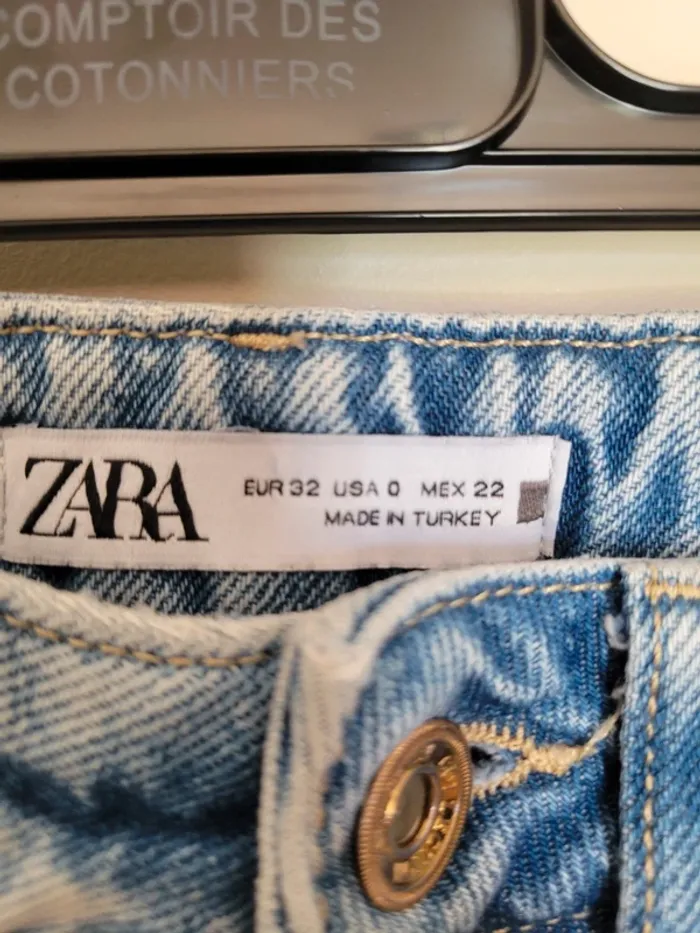 COMPTOIR DES
COTONNIERS
ZARA
EUR 32 USA 0 MEX 22
MADE IN TURKEY